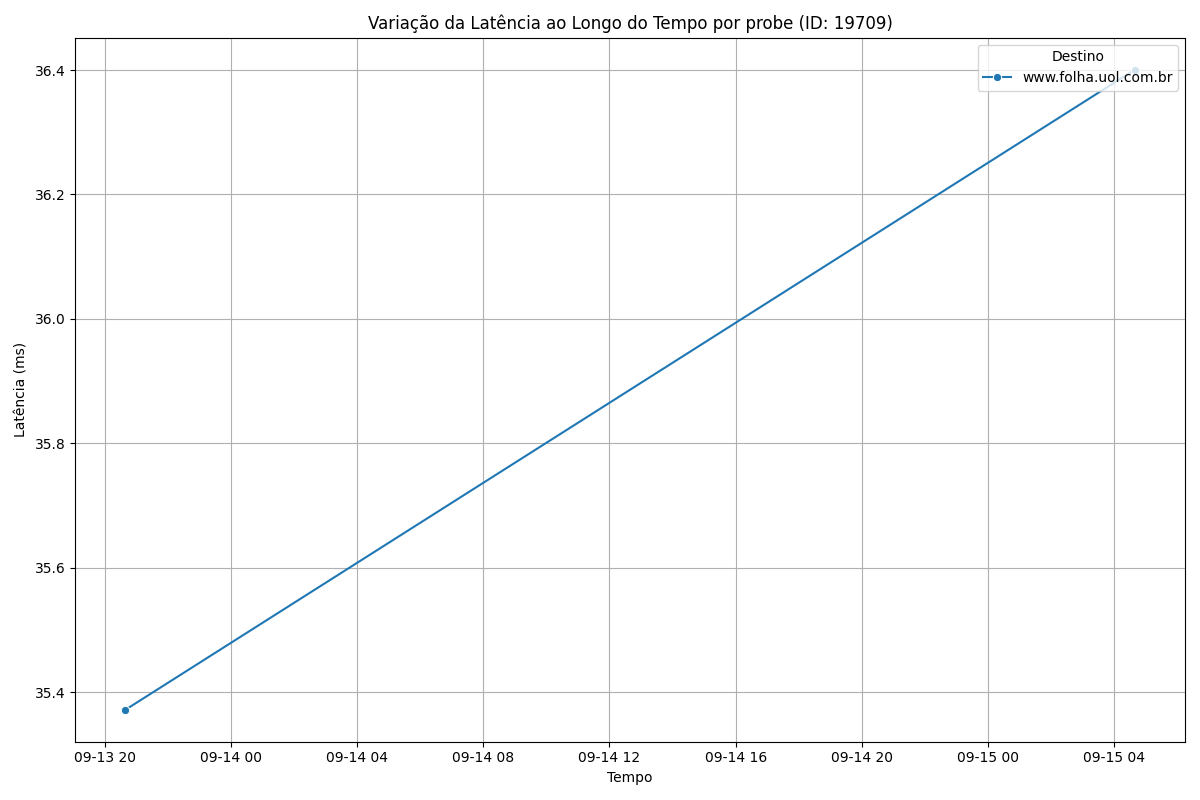 Variação da Latência ao Longo do Tempo por probe (ID: 19709)
Destino
www.folha.uol.com.br
Latência (ms)
36.4
36.2
36.0
35.8
35.6
35.4
09-13 20 09-14 00 09-14 04 09-14 08 09-14 12 09-14 16 09-14 20 09-15 00 09-15 04
Tempo